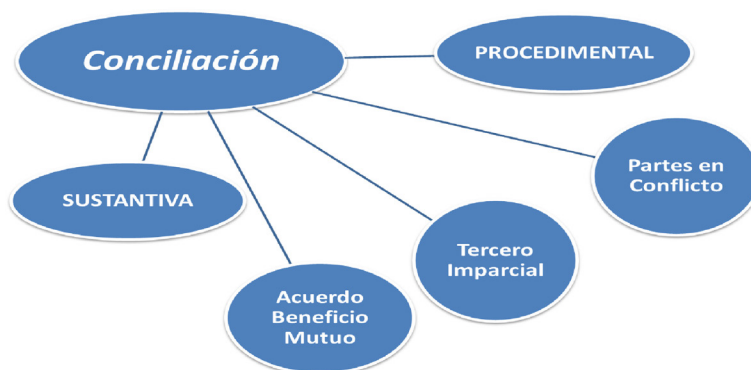 Conciliación
PROCEDIMENTAL
Partes en
Conflicto
SUSTANTIVA
Tercero
Imparcial
Acuerdo
Beneficio
Mutuo